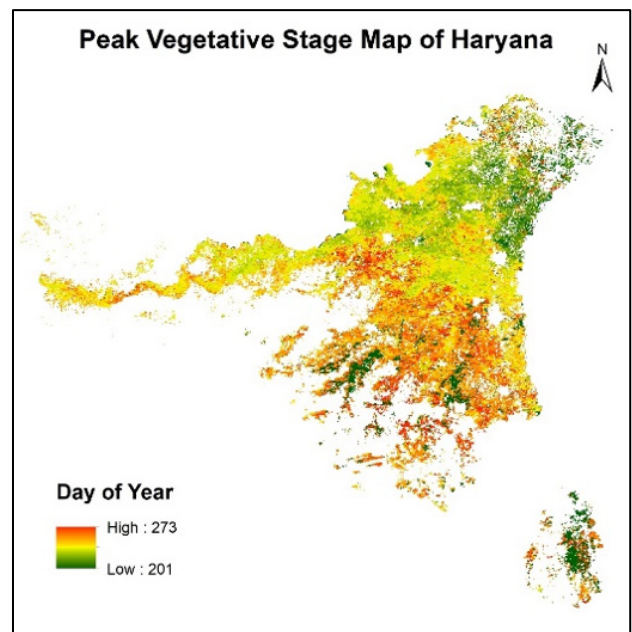 Peak Vegetative Stage Map of Haryana
N
Day of Year
High : 273
Low : 201